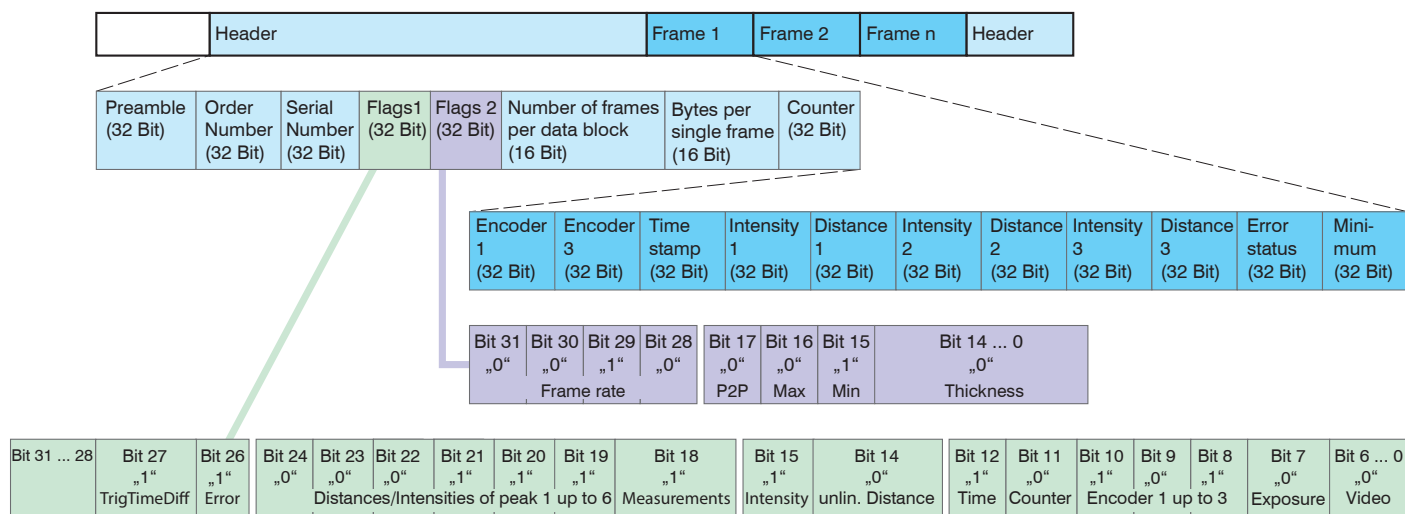 Header Frame 1 Frame 2 Frame n Header
Preamble Order Serial Flags1 Flags 2 Number of frames Bytes per Counter
(32 Bit) Number Number (32 Bit) (32 Bit) per data block single frame (32 Bit)
(32 Bit) (32 Bit) (16 Bit) (16 Bit)
Encoder Encoder Time Intensity Distance Intensity Distance Intensity Distance Error Mini-
1 3 stamp 1 1 2 2 3 3 status mum
(32 Bit) (32 Bit) (32 Bit) (32 Bit) (32 Bit) (32 Bit) (32 Bit) (32 Bit) (32 Bit) (32 Bit) (32 Bit)
Bit 31 Bit 30 Bit 29 Bit 28 Bit 17 Bit 16 Bit 15 Bit 14 ... 0
„0“ „0“ „1“ „0“ „0“ „0“ „1“ „0“
Frame rate P2P Max Min Thickness
Bit 31 ... 28 Bit 27 Bit 26 Bit 24 Bit 23 Bit 22 Bit 21 Bit 20 Bit 19 Bit 18 Bit 15 Bit 14 Bit 12 Bit 11 Bit 10 Bit 9 Bit 8 Bit 7 Bit 6 ... 0
„1“ „1“ „0“ „0“ „0“ „1“ „1“ „1“ „1“ „1“ „0“ „1“ „0“ „1“ „0“ „1“ „0“ „0“
TrigTimeDiff Error Distances/Intensities of peak 1 up to 6 Measurements Intensity unlin. Distance Time Counter Encoder 1 up to 3 Exposure Video